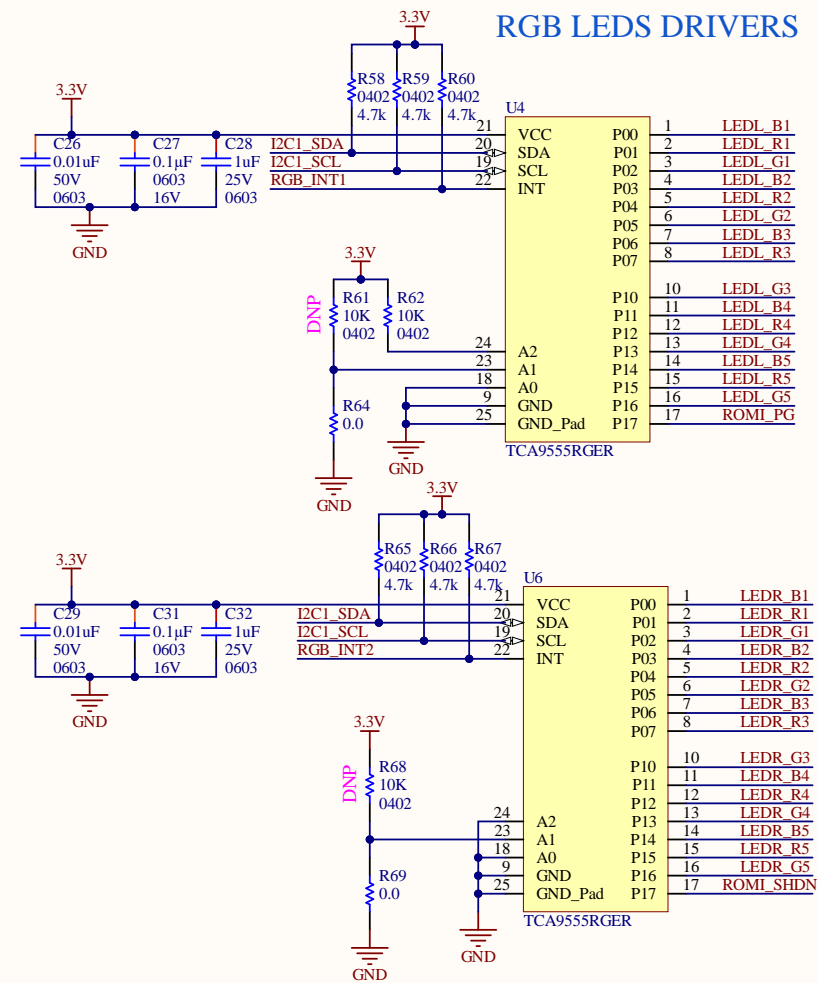 RGB LEDS DRIVERS
3.3V
R58
0402
4.7k
R59
0402
4.7k
R60
0402
4.7k
3.3V
C26
0.01uF
50V
0603
C27
0.1µF
0603
16V
C28
1uF
25V
0603
GND
I2C1_SDA
I2C1_SCL
RGB_INT1
U4
21 VCC
20 SDA
19 SCL
22 INT
24 A2
23 A1
18 A0
9 GND
25 GND_Pad
P00 1 LEDL_B1
P01 2 LEDL_R1
P02 3 LEDL_G1
P03 4 LEDL_B2
P04 5 LEDL_R2
P05 6 LEDL_G2
P06 7 LEDL_B3
P07 8 LEDL_R3
P10 10 LEDL_G3
P11 11 LEDL_B4
P12 12 LEDL_R4
P13 13 LEDL_G4
P14 14 LEDL_B5
P15 15 LEDL_R5
P16 16 LEDL_G5
P17 17 ROMI_PG
TCA9555RGER
3.3V
DNP
R61
10K
0402
R62
10K
0402
R64
0.0
GND
GND
3.3V
R65
0402
4.7k
R66
0402
4.7k
R67
0402
4.7k
3.3V
C29
0.01uF
50V
0603
C31
0.1µF
0603
16V
C32
1uF
25V
0603
GND
I2C1_SDA
I2C1_SCL
RGB_INT2
U6
21 VCC
20 SDA
19 SCL
22 INT
24 A2
23 A1
18 A0
9 GND
25 GND_Pad
P00 1 LEDR_B1
P01 2 LEDR_R1
P02 3 LEDR_G1
P03 4 LEDR_B2
P04 5 LEDR_R2
P05 6 LEDR_G2
P06 7 LEDR_B3
P07 8 LEDR_R3
P10 10 LEDR_G3
P11 11 LEDR_B4
P12 12 LEDR_R4
P13 13 LEDR_G4
P14 14 LEDR_B5
P15 15 LEDR_R5
P16 16 LEDR_G5
P17 17 ROMI_SHDN
TCA9555RGER
3.3V
DNP
R68
10K
0402
R69
0.0
GND
GND